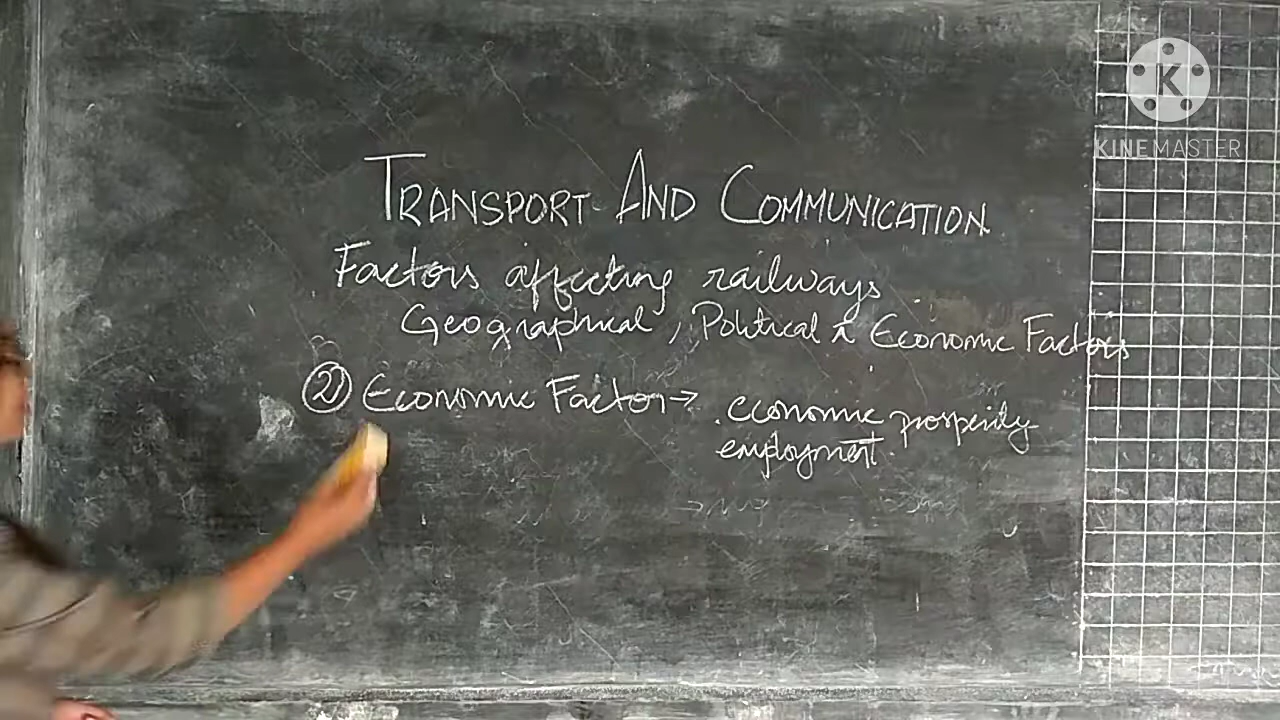 K
KINEMASTER
TRANSPORT AND COMMUNICATION
Factors affecting railways
Geographical, Political & Economic Factors
② Economic Factor → . economic prosperity
employment.